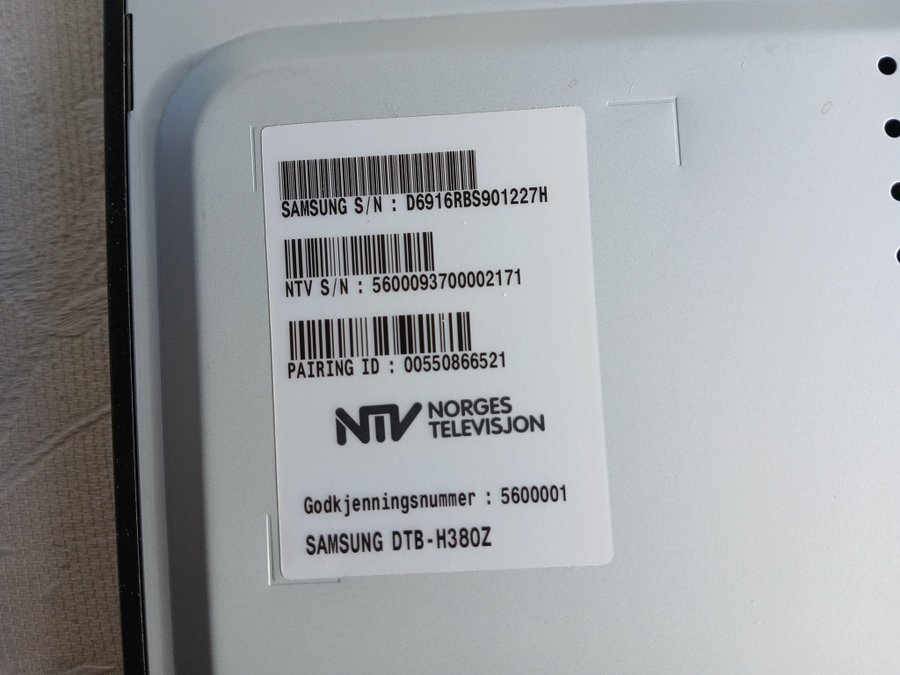 SAMSUNG S/N : D6916RBS901227H
NTV S/N : 5600093700002171
PAIRING ID : 00550866521
NTV NORGES
TELEVISJON
Godkjenningsnummer : 5600001
SAMSUNG DTB-H380Z